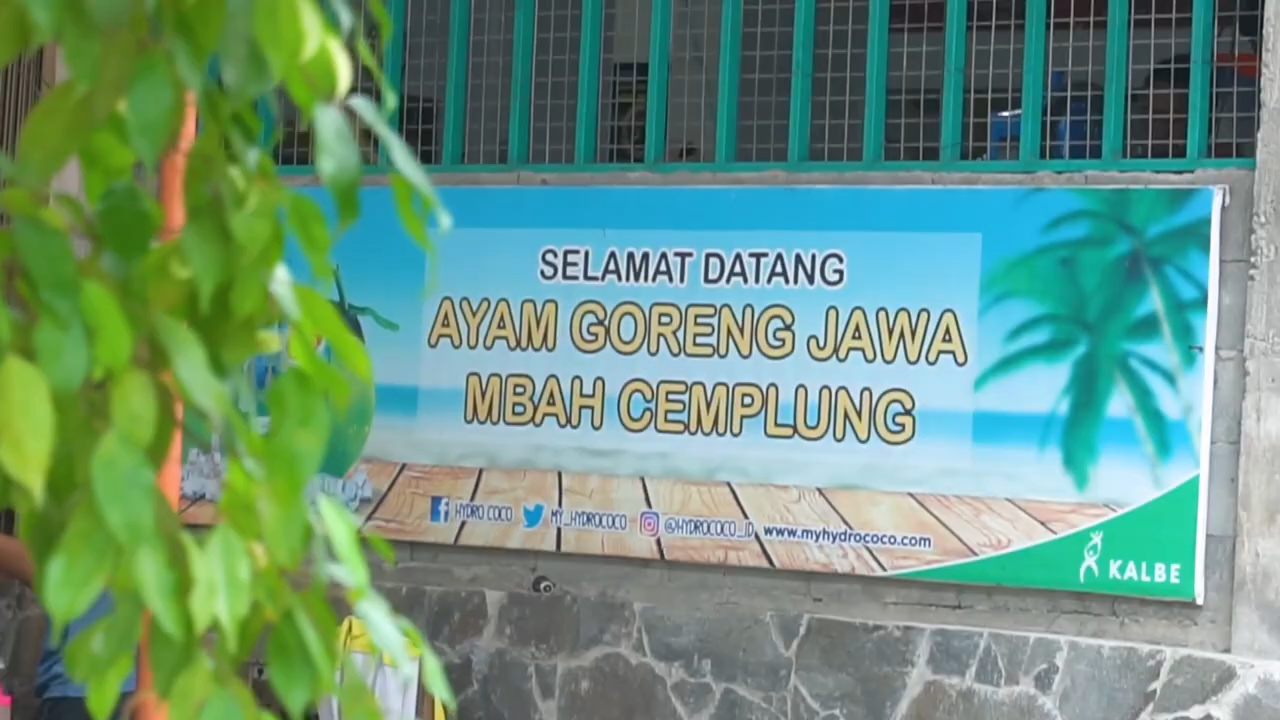 SELAMAT DATANG
AYAM GORENG JAWA
MBAH CEMPLUNG
HYDRO COCO MY_HYDROCOCO @HYDROCOCO_ID www.myhydrococo.com
KALBE